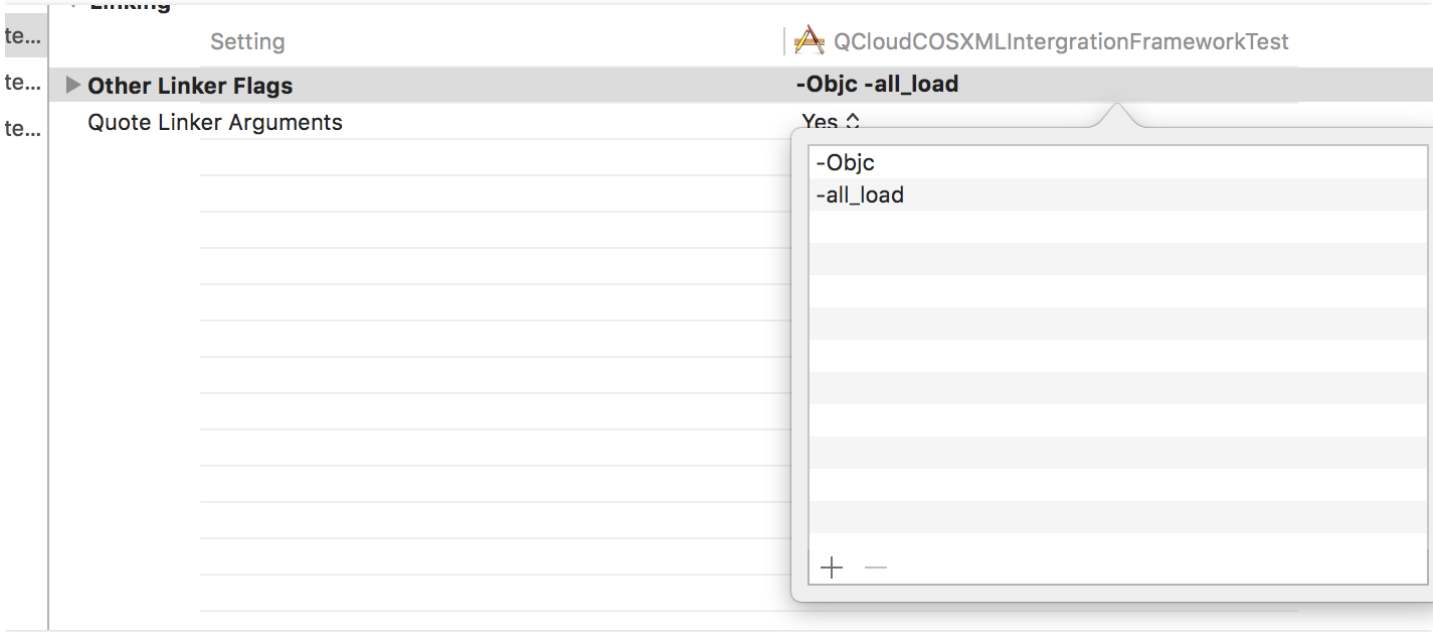 Linking
te...
Setting
QCloudCOSXMLIntergrationFrameworkTest
te...
Other Linker Flags
-Objc -all_load
te...
Quote Linker Arguments
Yes
-Objc
-all_load